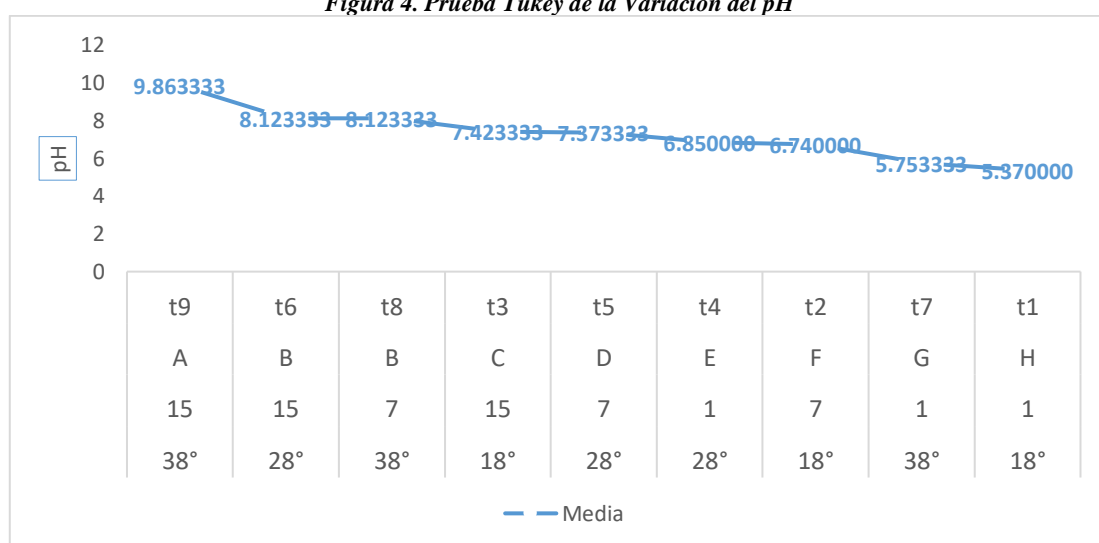 Figura 4. Prueba Tukey de la Variación del pH
12
10
8
6
4
2
0
pH
9.863333 8.123333 8.123333 7.423333 7.373333 6.850000 6.740000 5.753333 5.370000
t9 t6 t8 t3 t5 t4 t2 t7 t1
A B B C D E F G H
15 15 7 15 7 1 7 1 1
38° 28° 38° 18° 28° 28° 18° 38° 18°
Media